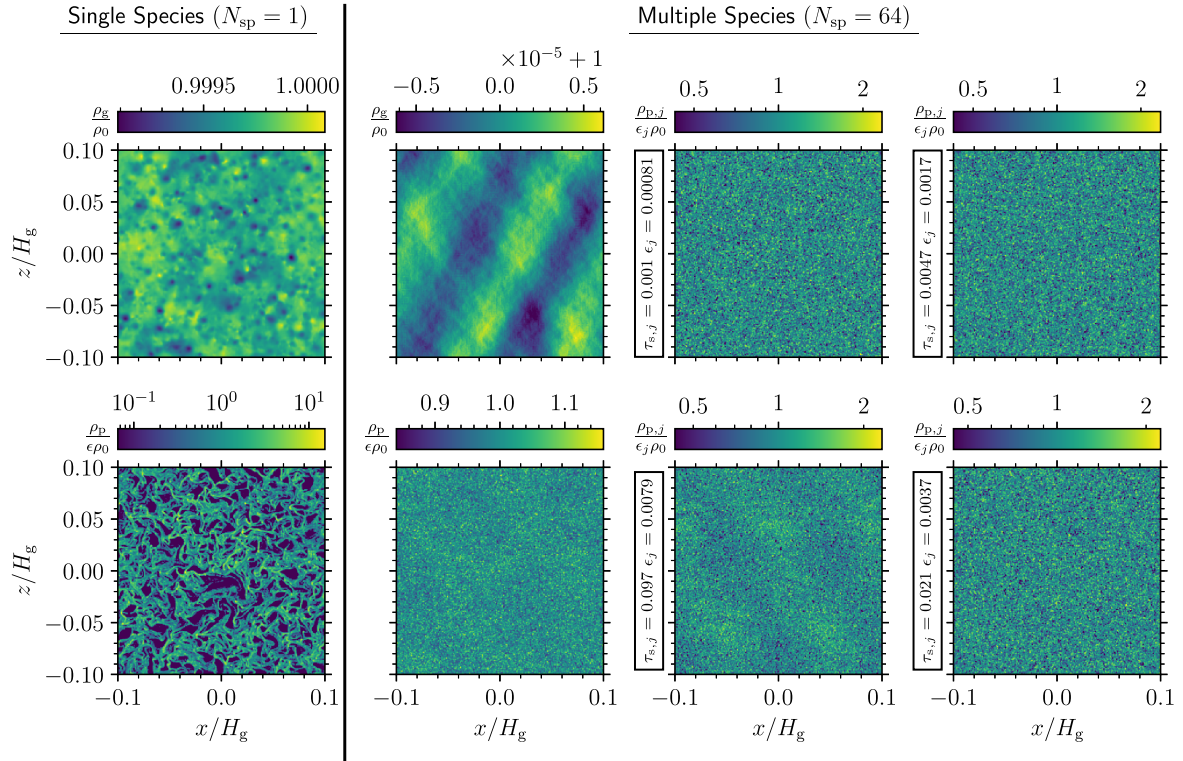 Single Species (N_sp = 1)
Multiple Species (N_sp = 64)
×10⁻⁵ + 1
0.9995 1.0000
−0.5 0.0 0.5
0.5 1 2
0.5 1 2
ρ_g/ρ_0
ρ_g/ρ_0
ρ_p,j/ϵ_jρ_0
ρ_p,j/ϵ_jρ_0
0.10
0.05
0.00
−0.05
−0.10
z/H_g
τ_s,j = 0.001 ϵ_j = 0.00081
τ_s,j = 0.0047 ϵ_j = 0.0017
10⁻¹ 10⁰ 10¹
0.9 1.0 1.1
0.5 1 2
0.5 1 2
ρ_p/ϵρ_0
ρ_p/ϵρ_0
ρ_p,j/ϵ_jρ_0
ρ_p,j/ϵ_jρ_0
0.10
0.05
0.00
−0.05
−0.10
z/H_g
τ_s,j = 0.097 ϵ_j = 0.0079
τ_s,j = 0.021 ϵ_j = 0.0037
−0.1 0.0 0.1
−0.1 0.0 0.1
−0.1 0.0 0.1
−0.1 0.0 0.1
x/H_g
x/H_g
x/H_g
x/H_g